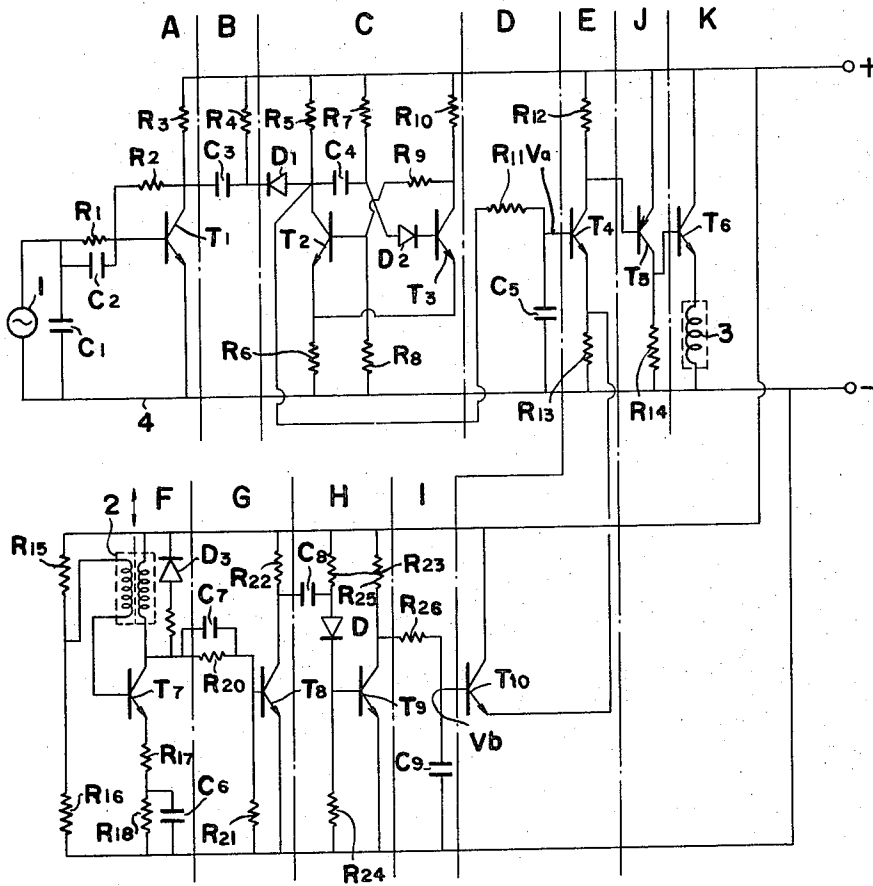 A B C D E J K
+
R3 R4 R5 R7 R10 R12
R2 C3 D1 C4 R9 R11 Va
R1 T1 T2 D2 T3 T4 T5 T6
1 C2 C1 C5 3
R6 R8 R13 R14
4
−
2 F G H I
R15 D3 R22 C8 R23
C7 R25 R26
R20
T7 T8 D T9 T10
R17 Vb
R16 R18 C6 R21 C9
R24